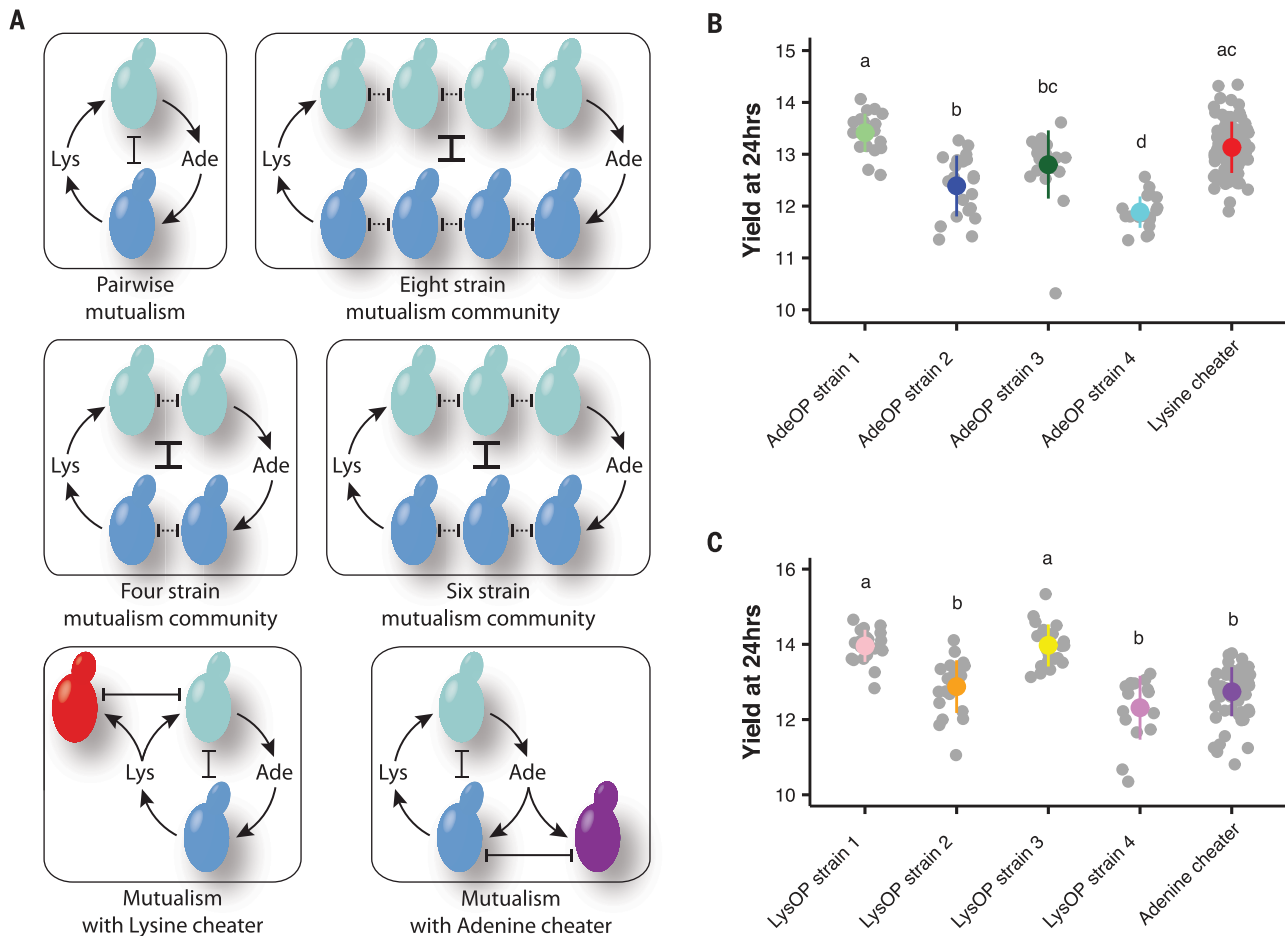 A
Lys
Ade
Pairwise
mutualism
Lys
Ade
Eight strain
mutualism community
Lys
Ade
Four strain
mutualism community
Lys
Ade
Six strain
mutualism community
Lys
Ade
Mutualism
with Lysine cheater
Lys
Ade
Mutualism
with Adenine cheater
B
Yield at 24hrs
15
14
13
12
11
10
a
b
bc
d
ac
AdeOP strain 1
AdeOP strain 2
AdeOP strain 3
AdeOP strain 4
Lysine cheater
C
Yield at 24hrs
16
14
12
10
a
b
a
b
b
LysOP strain 1
LysOP strain 2
LysOP strain 3
LysOP strain 4
Adenine cheater